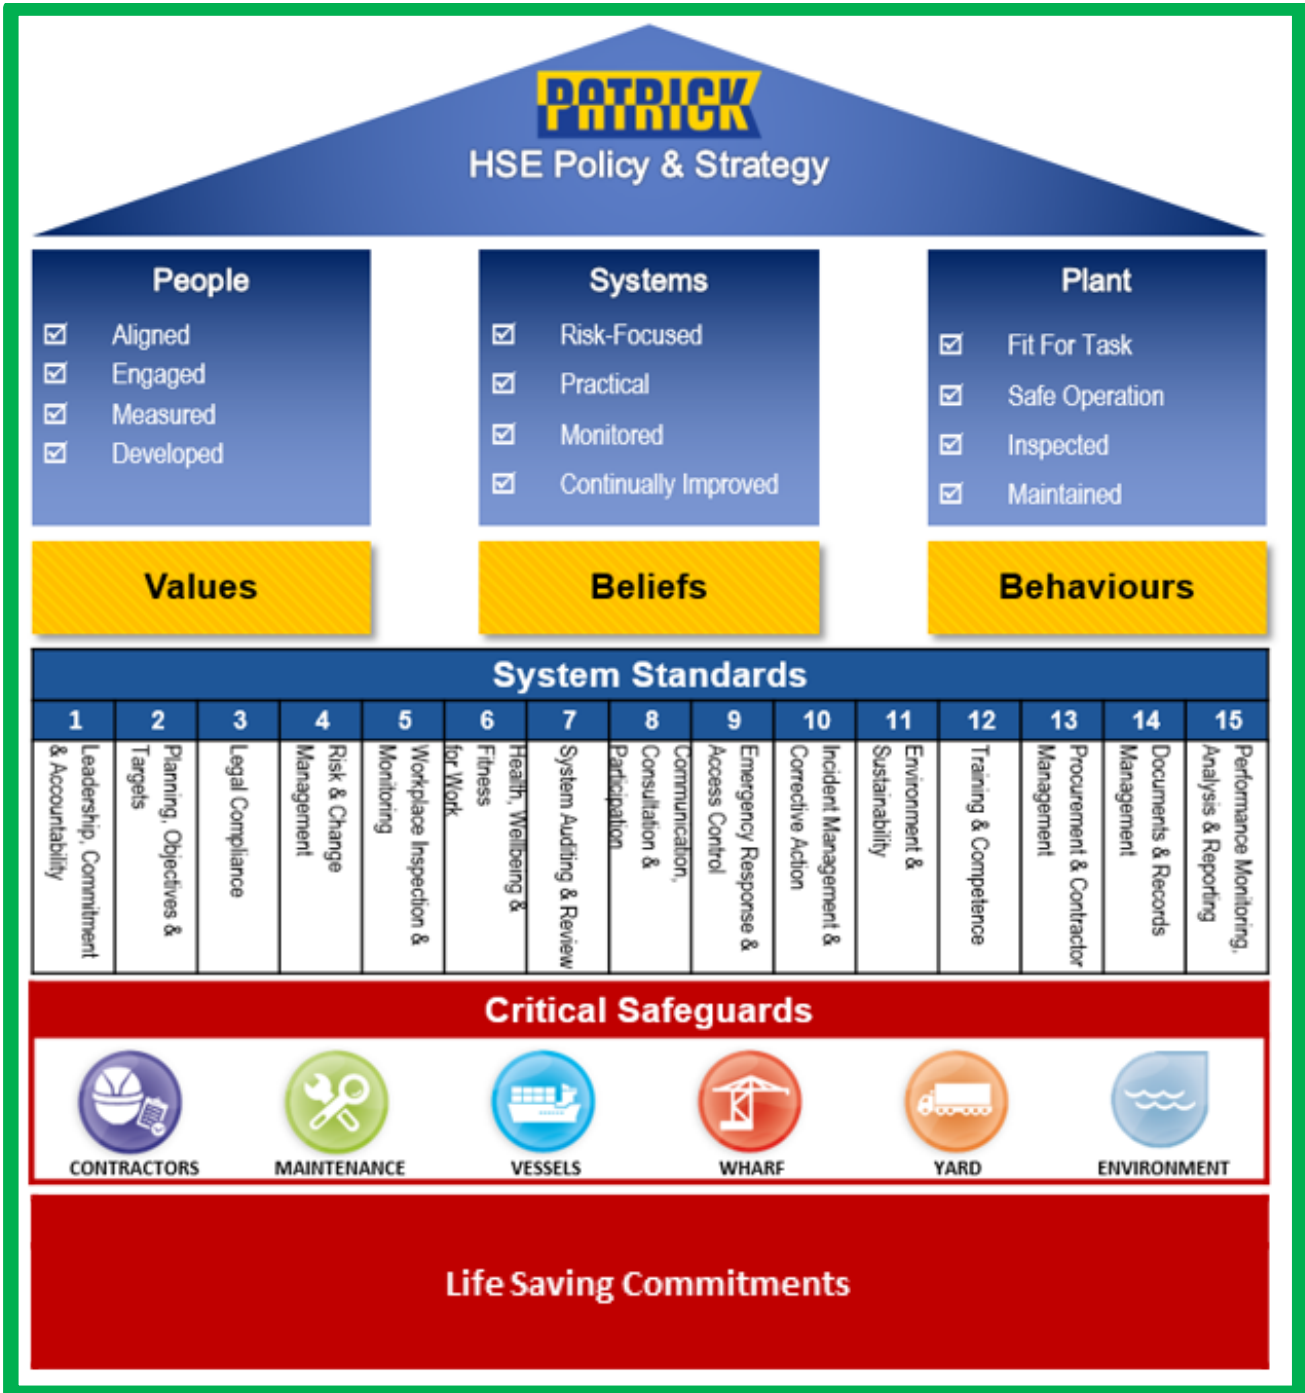 PATRICK
HSE Policy & Strategy
People
Aligned
Engaged
Measured
Developed
Systems
Risk-Focused
Practical
Monitored
Continually Improved
Plant
Fit For Task
Safe Operation
Inspected
Maintained
Values
Beliefs
Behaviours
System Standards
1
2
3
4
5
6
7
8
9
10
11
12
13
14
15
Leadership, Commitment
& Accountability
Planning, Objectives &
Targets
Legal Compliance
Risk & Change
Management
Workplace Inspection &
Monitoring
Health, Wellbeing &
Fitness
for Work
System Auditing & Review
Communication,
Consultation &
Participation
Emergency Response &
Access Control
Incident Management &
Corrective Action
Environment &
Sustainability
Training & Competence
Procurement & Contractor
Management
Documents & Records
Management
Performance Monitoring,
Analysis & Reporting
Critical Safeguards
CONTRACTORS
MAINTENANCE
VESSELS
WHARF
YARD
ENVIRONMENT
Life Saving Commitments